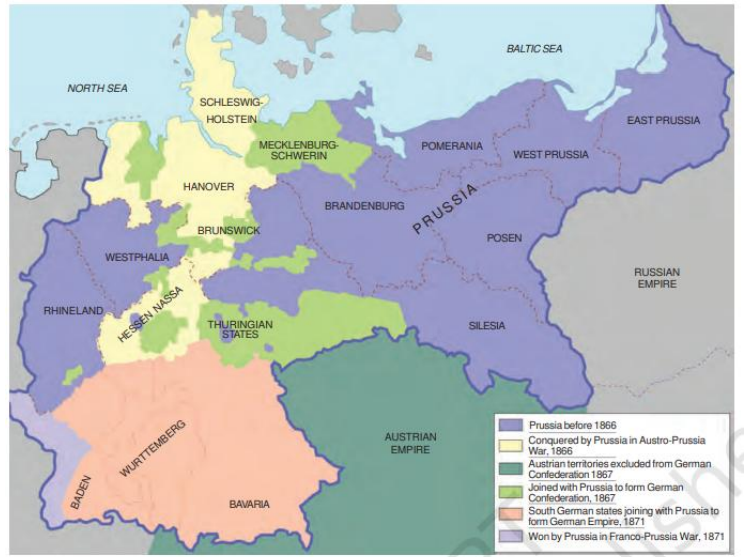 BALTIC SEA
NORTH SEA
SCHLESWIG-
HOLSTEIN
EAST PRUSSIA
MECKLENBURG-
SCHWERIN
POMERANIA
WEST PRUSSIA
HANOVER
BRANDENBURG
PRUSSIA
BRUNSWICK
POSEN
WESTPHALIA
RUSSIAN
EMPIRE
RHINELAND
HESSEN NASSA
THURINGIAN
STATES
SILESIA
AUSTRIAN
EMPIRE
WURTTEMBERG
BADEN
BAVARIA
Prussia before 1866
Conquered by Prussia in Austro-Prussia
War, 1866
Austrian territories excluded from German
Confederation 1867
Joined with Prussia to form German
Confederation, 1867
South German states joining with Prussia to
form German Empire, 1871
Won by Prussia in Franco-Prussia War, 1871